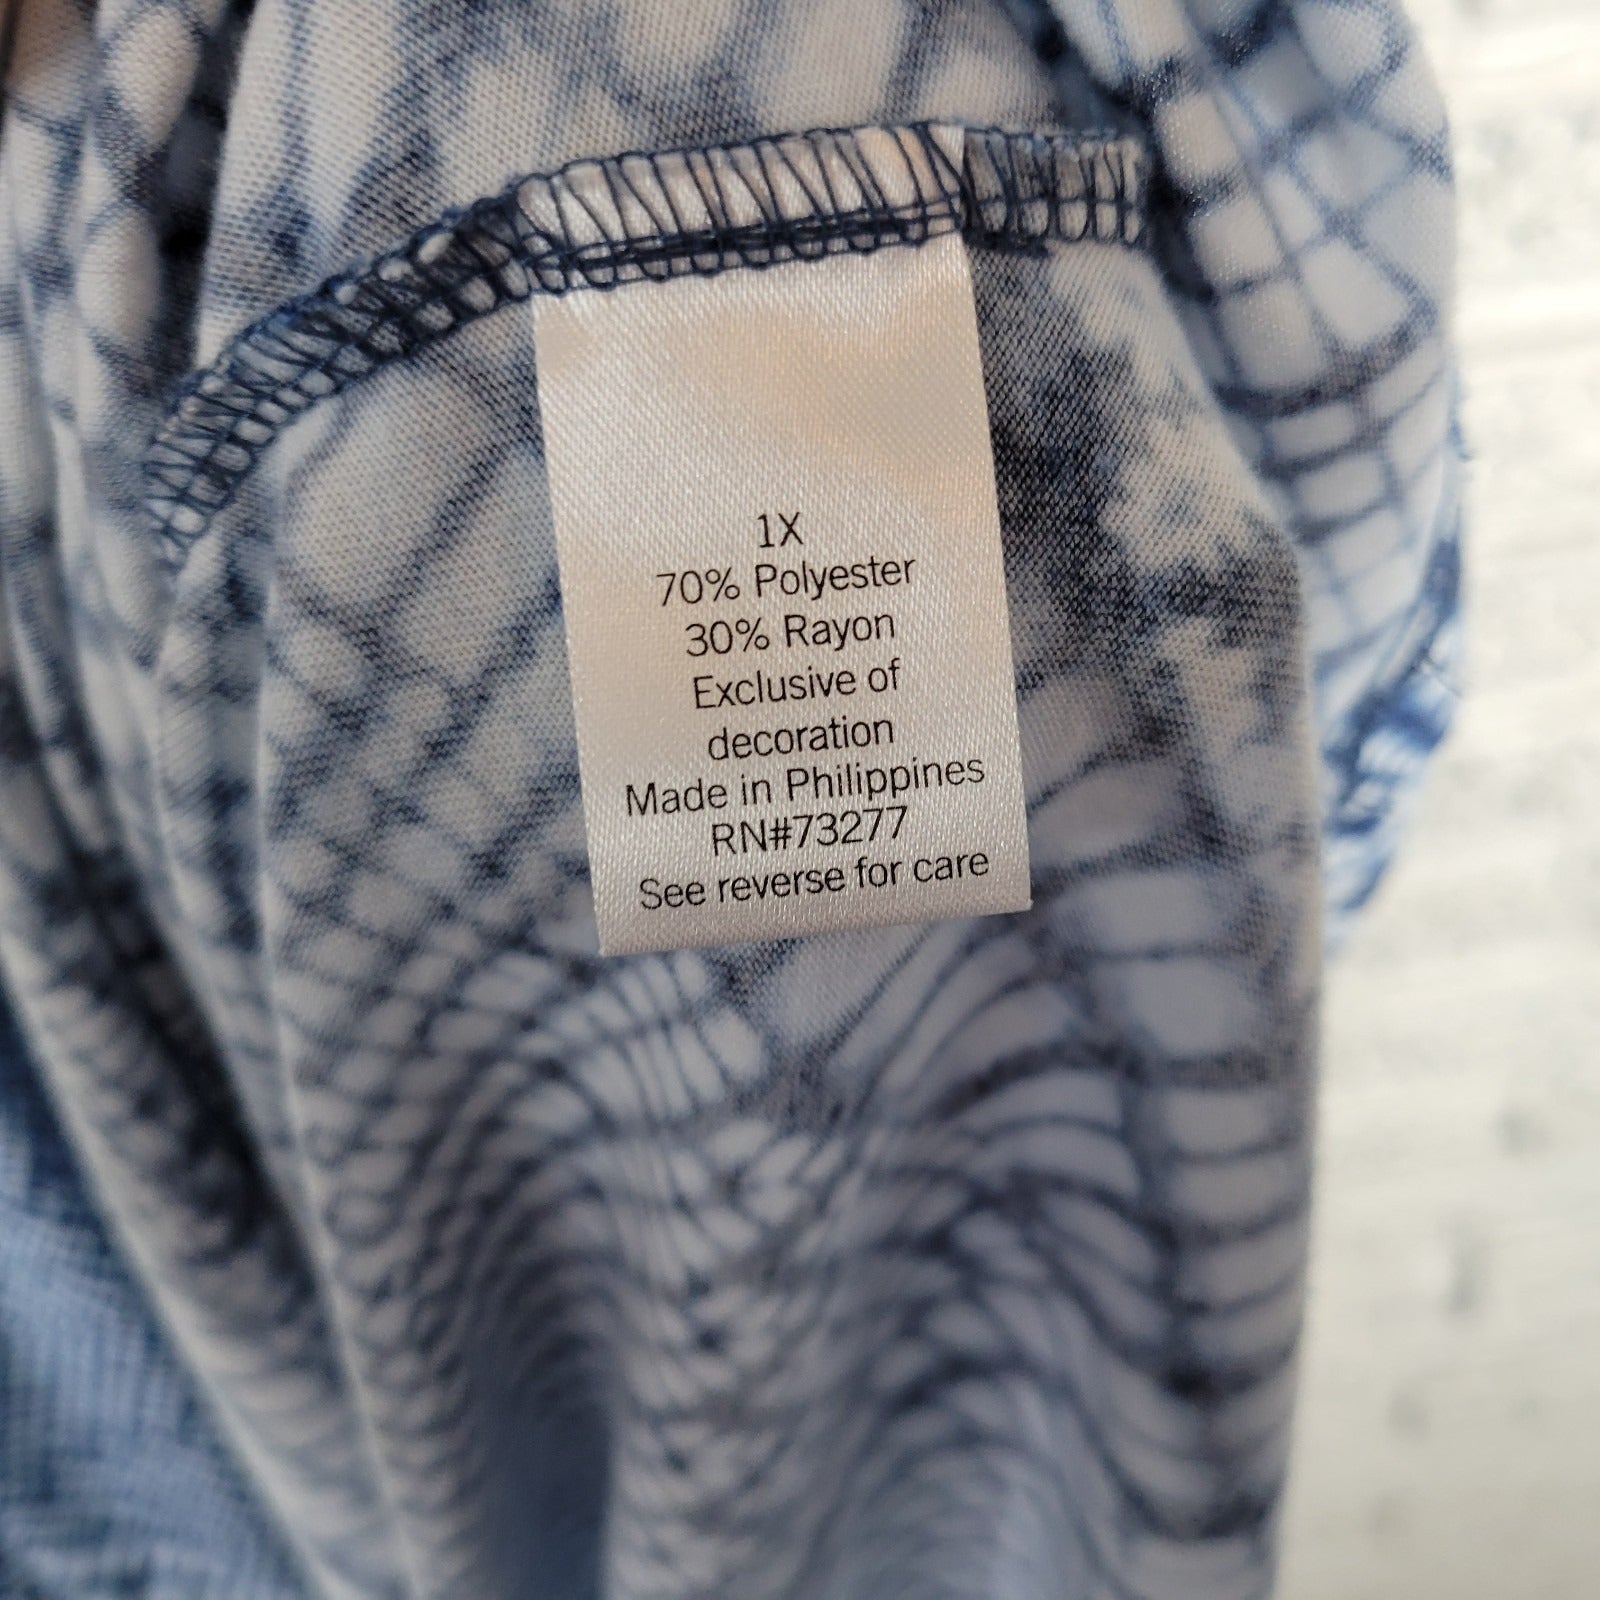 1X
70% Polyester
30% Rayon
Exclusive of
decoration
Made in Philippines
RN#73277
See reverse for care